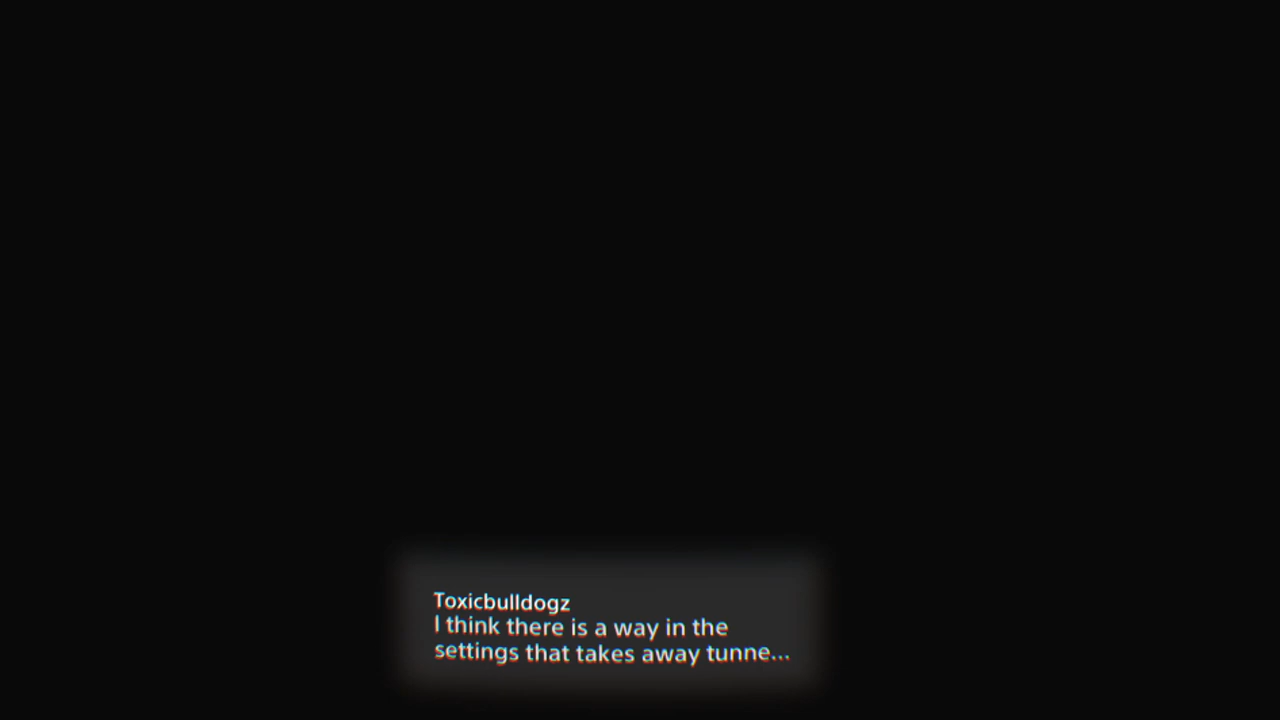 Toxicbulldogz
I think there is a way in the
settings that takes away tunne...